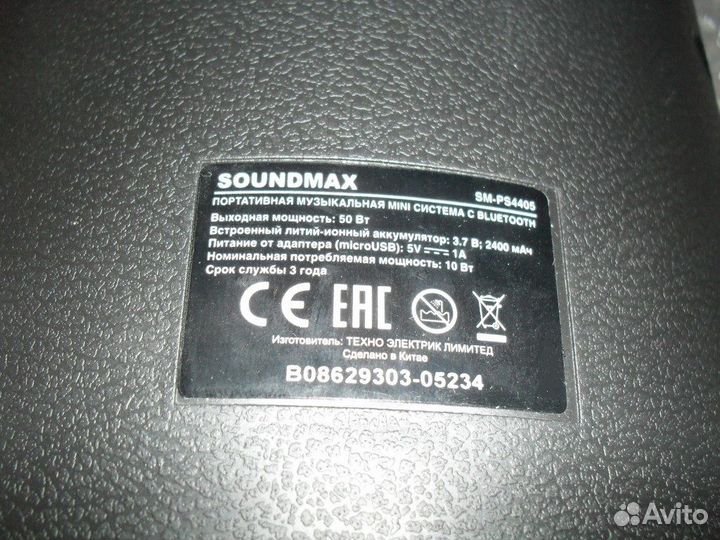 SOUNDMAX SM-PS4405
ПОРТАТИВНАЯ МУЗЫКАЛЬНАЯ MINI СИСТЕМА С BLUETOOTH
Выходная мощность: 50 Вт
Встроенный литий-ионный аккумулятор: 3.7 В; 2400 мАч
Питание от адаптера (microUSB): 5V ⎓ 1A
Номинальная потребляемая мощность: 10 Вт
Срок службы 3 года
CE EAC
Изготовитель: ТЕХНО ЭЛЕКТРИК ЛИМИТЕД
Сделано в Китае
B08629303-05234
Avito